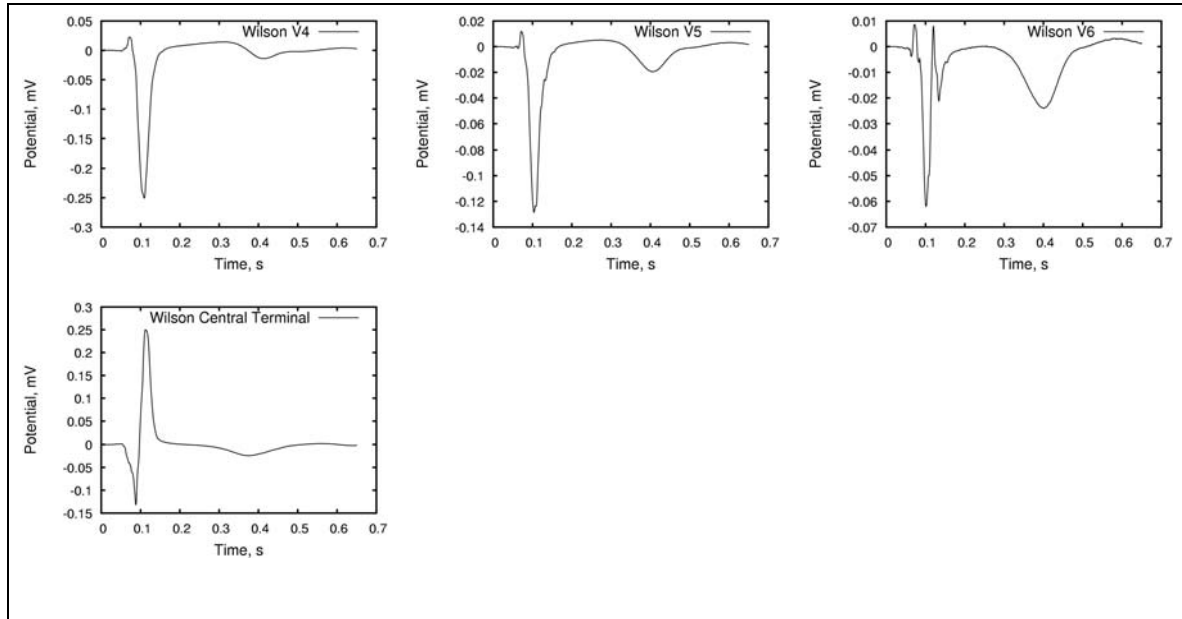 Wilson V4
Potential, mV
0.05
0
-0.05
-0.1
-0.15
-0.2
-0.25
-0.3
0 0.1 0.2 0.3 0.4 0.5 0.6 0.7
Time, s
Wilson V5
Potential, mV
0.02
0
-0.02
-0.04
-0.06
-0.08
-0.1
-0.12
-0.14
0 0.1 0.2 0.3 0.4 0.5 0.6 0.7
Time, s
Wilson V6
Potential, mV
0.01
0
-0.01
-0.02
-0.03
-0.04
-0.05
-0.06
-0.07
0 0.1 0.2 0.3 0.4 0.5 0.6 0.7
Time, s
Wilson Central Terminal
Potential, mV
0.3
0.25
0.2
0.15
0.1
0.05
0
-0.05
-0.1
-0.15
0 0.1 0.2 0.3 0.4 0.5 0.6 0.7
Time, s